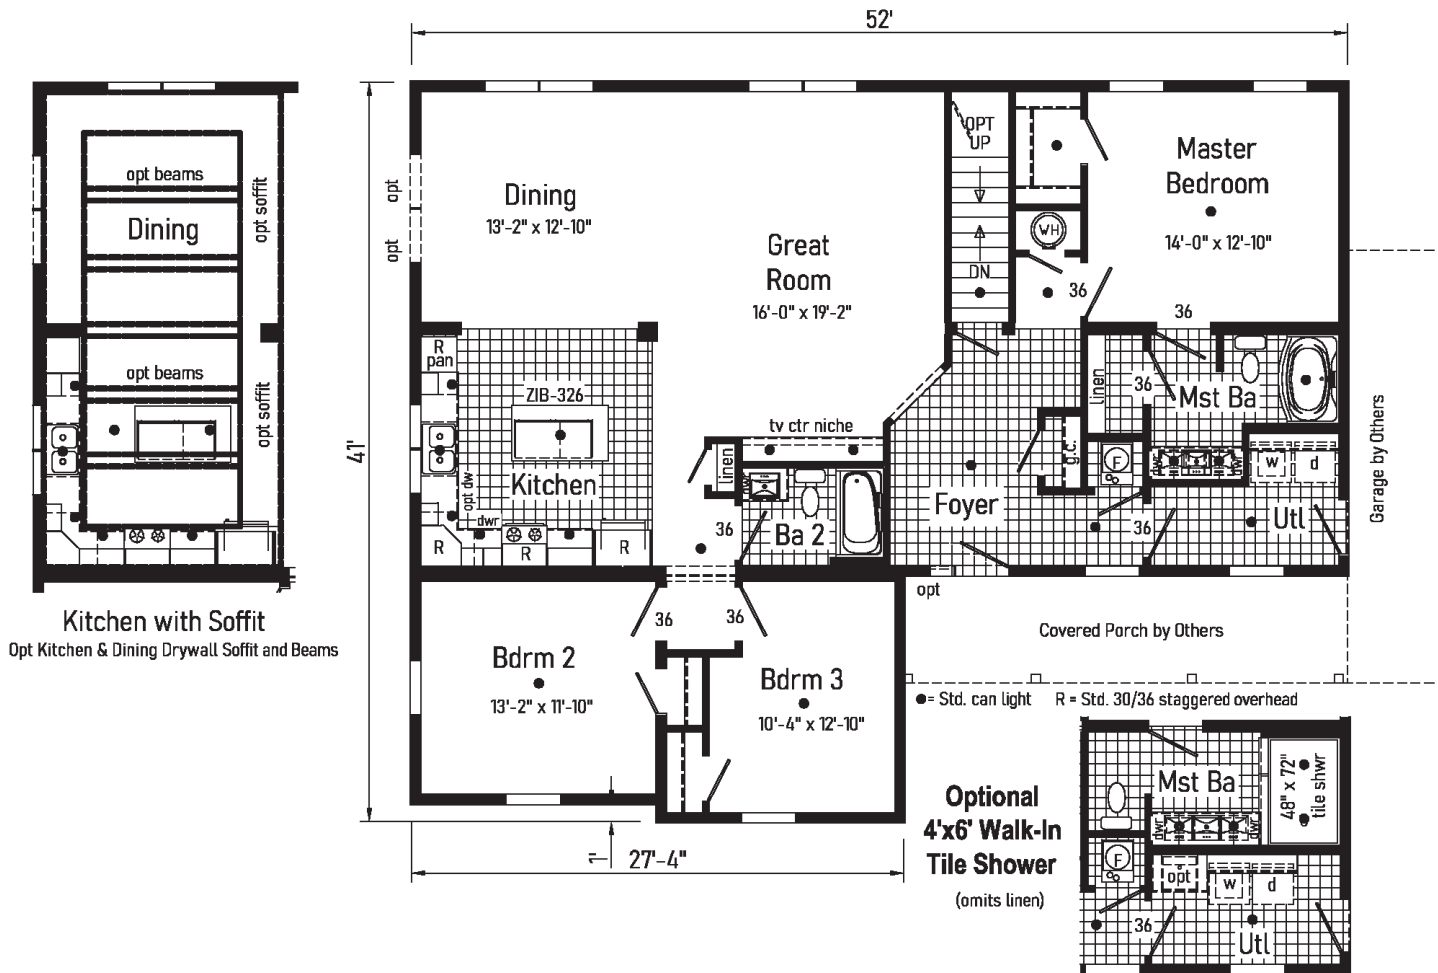 52'
OPT
UP
opt beams
opt
opt soffit
Master
Bedroom
Dining
Dining
13'-2" x 12'-10"
14'-0" x 12'-10"
opt
WH
Great
Room
16'-0" x 19'-2"
DN
36
36
R
pan
opt beams
ZIB-326
linen
36
Mst Ba
opt soffit
Garage by Others
41'
tv ctr niche
g.c.
linen
F
dwr
dwr
w
d
dwr
opt dw
Kitchen
Foyer
Utl
dwr
36
Ba 2
36
R
R
R
opt
Kitchen with Soffit
Opt Kitchen & Dining Drywall Soffit and Beams
36
36
Covered Porch by Others
Bdrm 2
13'-2" x 11'-10"
Bdrm 3
10'-4" x 12'-10"
= Std. can light
R = Std. 30/36 staggered overhead
Mst Ba
48" x 72"
tile shwr
Optional
4'x6' Walk-In
Tile Shower
(omits linen)
dwr
dwr
F
opt
w
d
36
Utl
1'
27'-4"